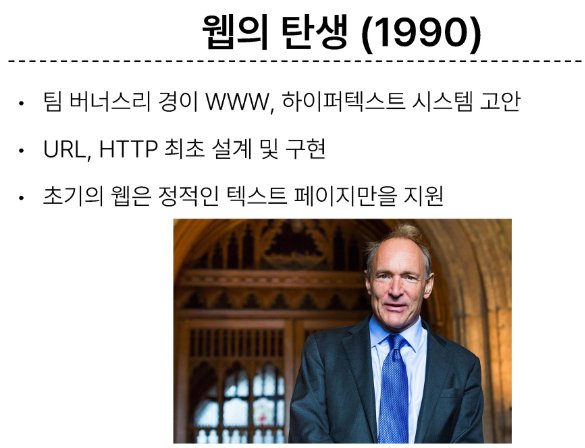 웹의 탄생 (1990)
• 팀 버너스리 경이 WWW, 하이퍼텍스트 시스템 고안
• URL, HTTP 최초 설계 및 구현
• 초기의 웹은 정적인 텍스트 페이지만을 지원